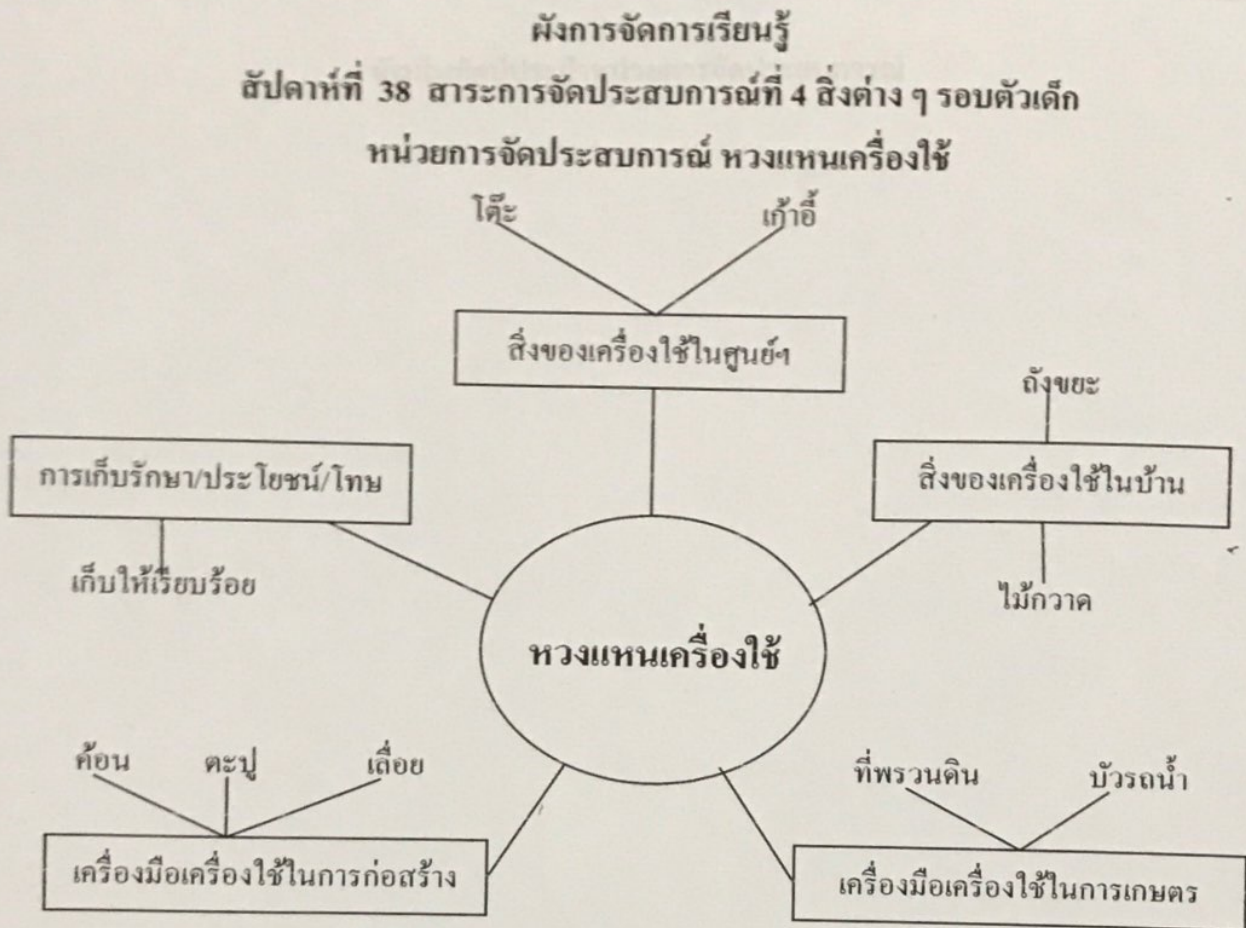 ผังการจัดการเรียนรู้
สัปดาห์ที่ 38 สาระการจัดประสบการณ์ที่ 4 สิ่งต่าง ๆ รอบตัวเด็ก
หน่วยการจัดประสบการณ์ หวงแหนเครื่องใช้
โต๊ะ เก้าอี้
สิ่งของเครื่องใช้ในศูนย์ฯ
ถังขยะ
การเก็บรักษา/ประโยชน์/โทษ
สิ่งของเครื่องใช้ในบ้าน
เก็บให้เรียบร้อย
ไม้กวาด
หวงแหนเครื่องใช้
ค้อน ตะปู เลื่อย
ที่พรวนดิน บัวรถน้ำ
เครื่องมือเครื่องใช้ในการก่อสร้าง
เครื่องมือเครื่องใช้ในการเกษตร